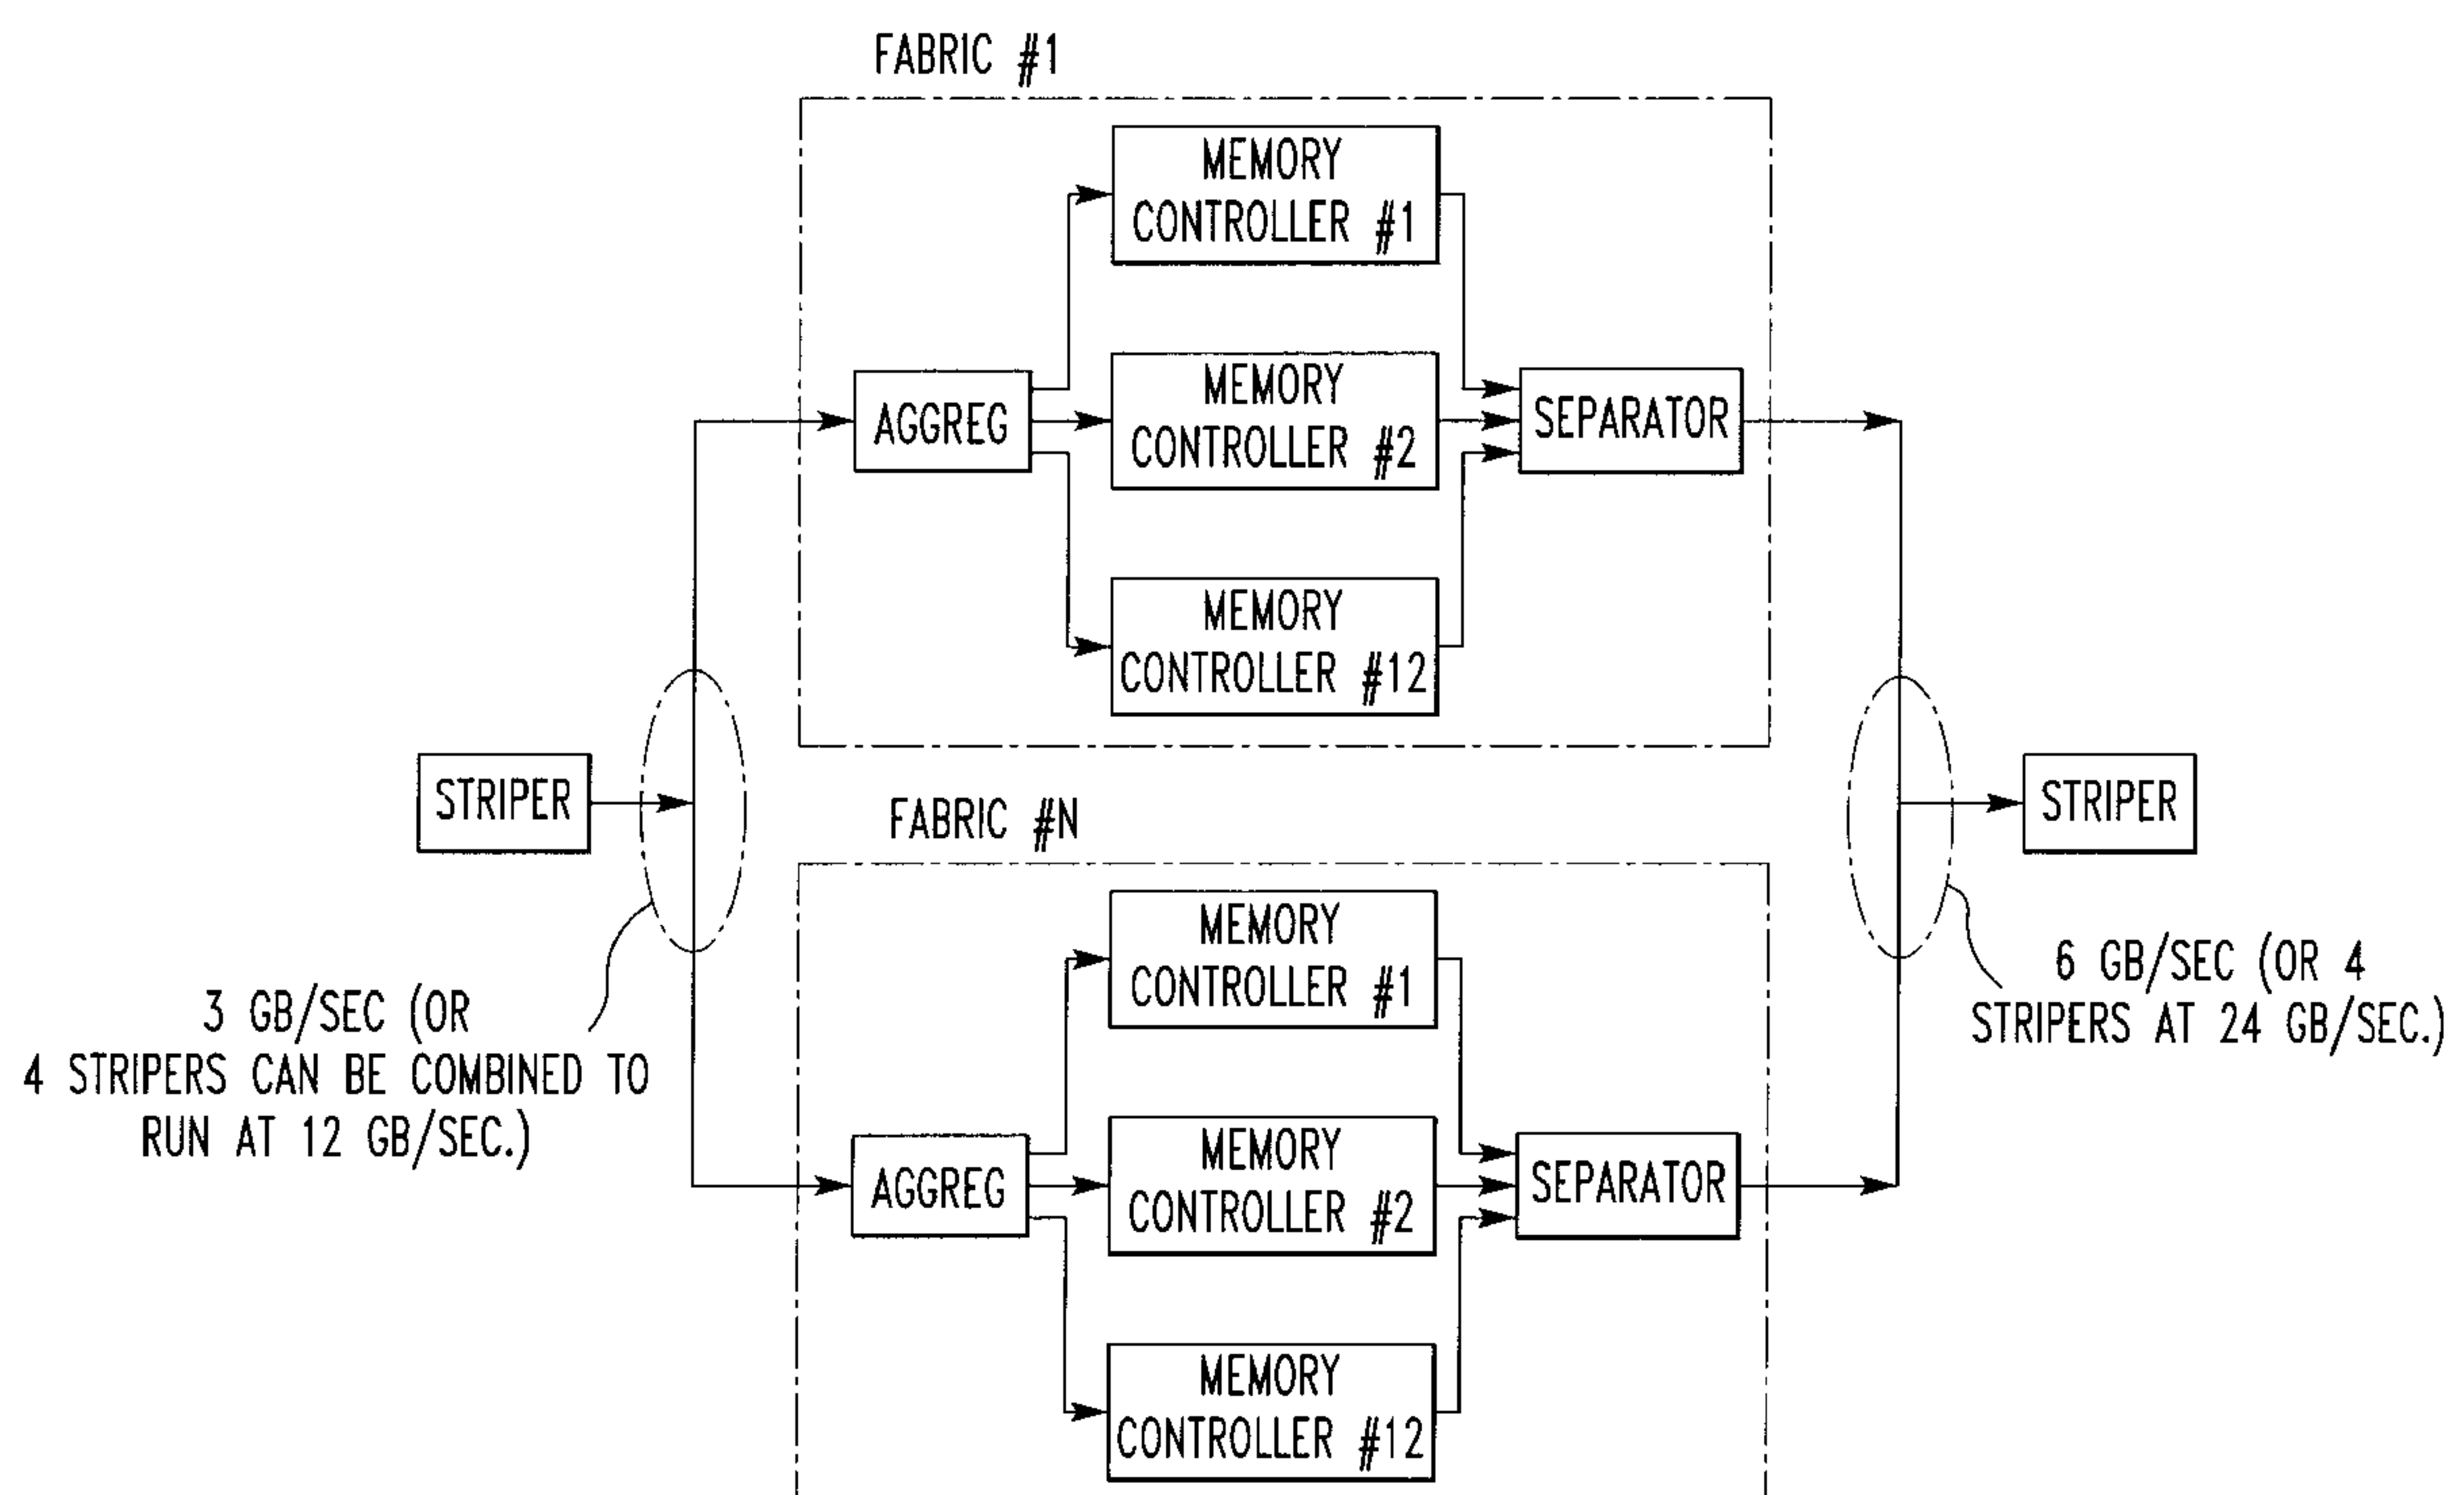 FABRIC #1
MEMORY
CONTROLLER #1
MEMORY
CONTROLLER #2
AGGREG
SEPARATOR
MEMORY
CONTROLLER #12
STRIPER
STRIPER
FABRIC #N
3 GB/SEC (OR
4 STRIPERS CAN BE COMBINED TO
RUN AT 12 GB/SEC.)
6 GB/SEC (OR 4
STRIPERS AT 24 GB/SEC.)
MEMORY
CONTROLLER #1
MEMORY
CONTROLLER #2
AGGREG
SEPARATOR
MEMORY
CONTROLLER #12